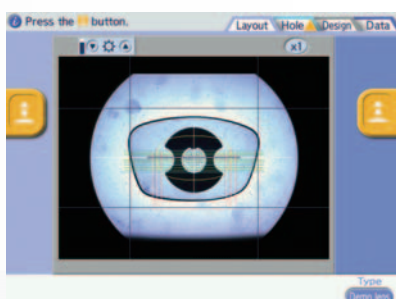 Press the button.
Layout Hole Design Data
x1
Type
Demo lens